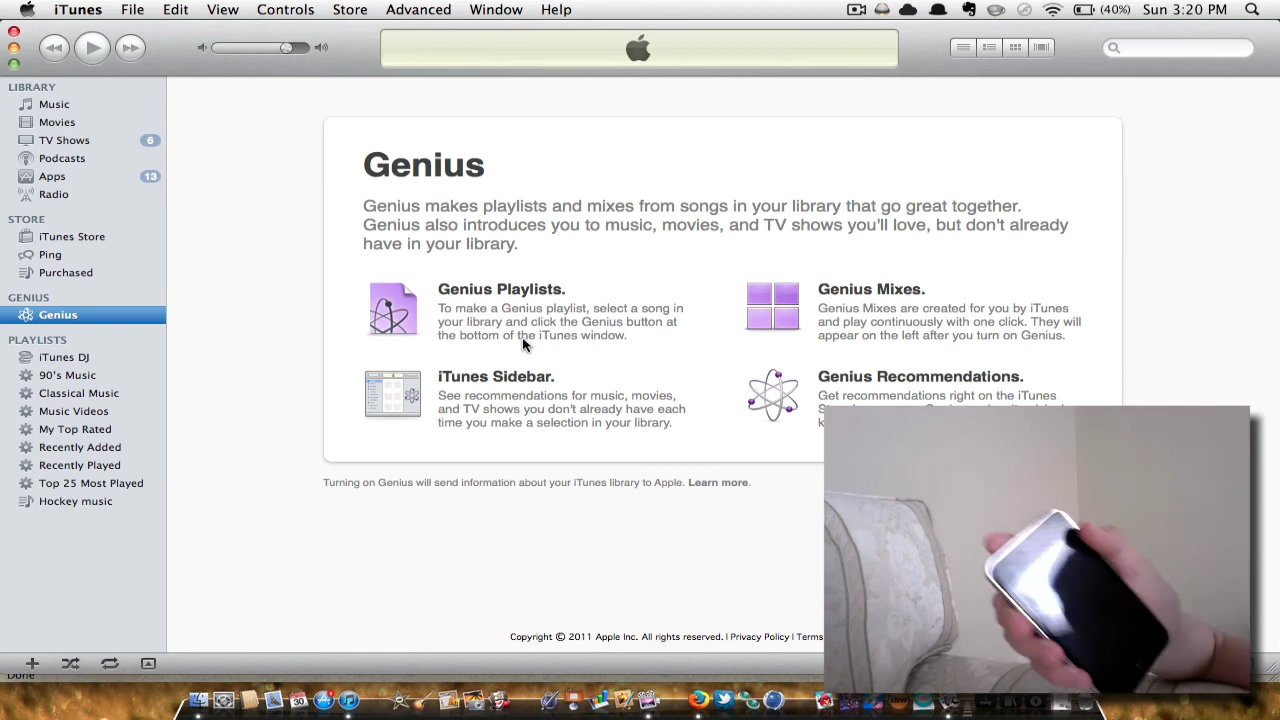 iTunes File Edit View Controls Store Advanced Window Help (40%) Sun 3:20 PM
LIBRARY
Music
Movies
TV Shows 6
Podcasts
Apps 13
Radio
STORE
iTunes Store
Ping
Purchased
GENIUS
Genius
PLAYLISTS
iTunes DJ
90's Music
Classical Music
Music Videos
My Top Rated
Recently Added
Recently Played
Top 25 Most Played
Hockey music
Genius
Genius makes playlists and mixes from songs in your library that go great together.
Genius also introduces you to music, movies, and TV shows you'll love, but don't already
have in your library.
Genius Playlists.
To make a Genius playlist, select a song in
your library and click the Genius button at
the bottom of the iTunes window.
Genius Mixes.
Genius Mixes are created for you by iTunes
and play continuously with one click. They will
appear on the left after you turn on Genius.
iTunes Sidebar.
See recommendations for music, movies,
and TV shows you don't already have each
time you make a selection in your library.
Genius Recommendations.
Get recommendations right on the iTunes
Turning on Genius will send information about your iTunes library to Apple. Learn more.
Copyright © 2011 Apple Inc. All rights reserved. | Privacy Policy | Terms
Done
30